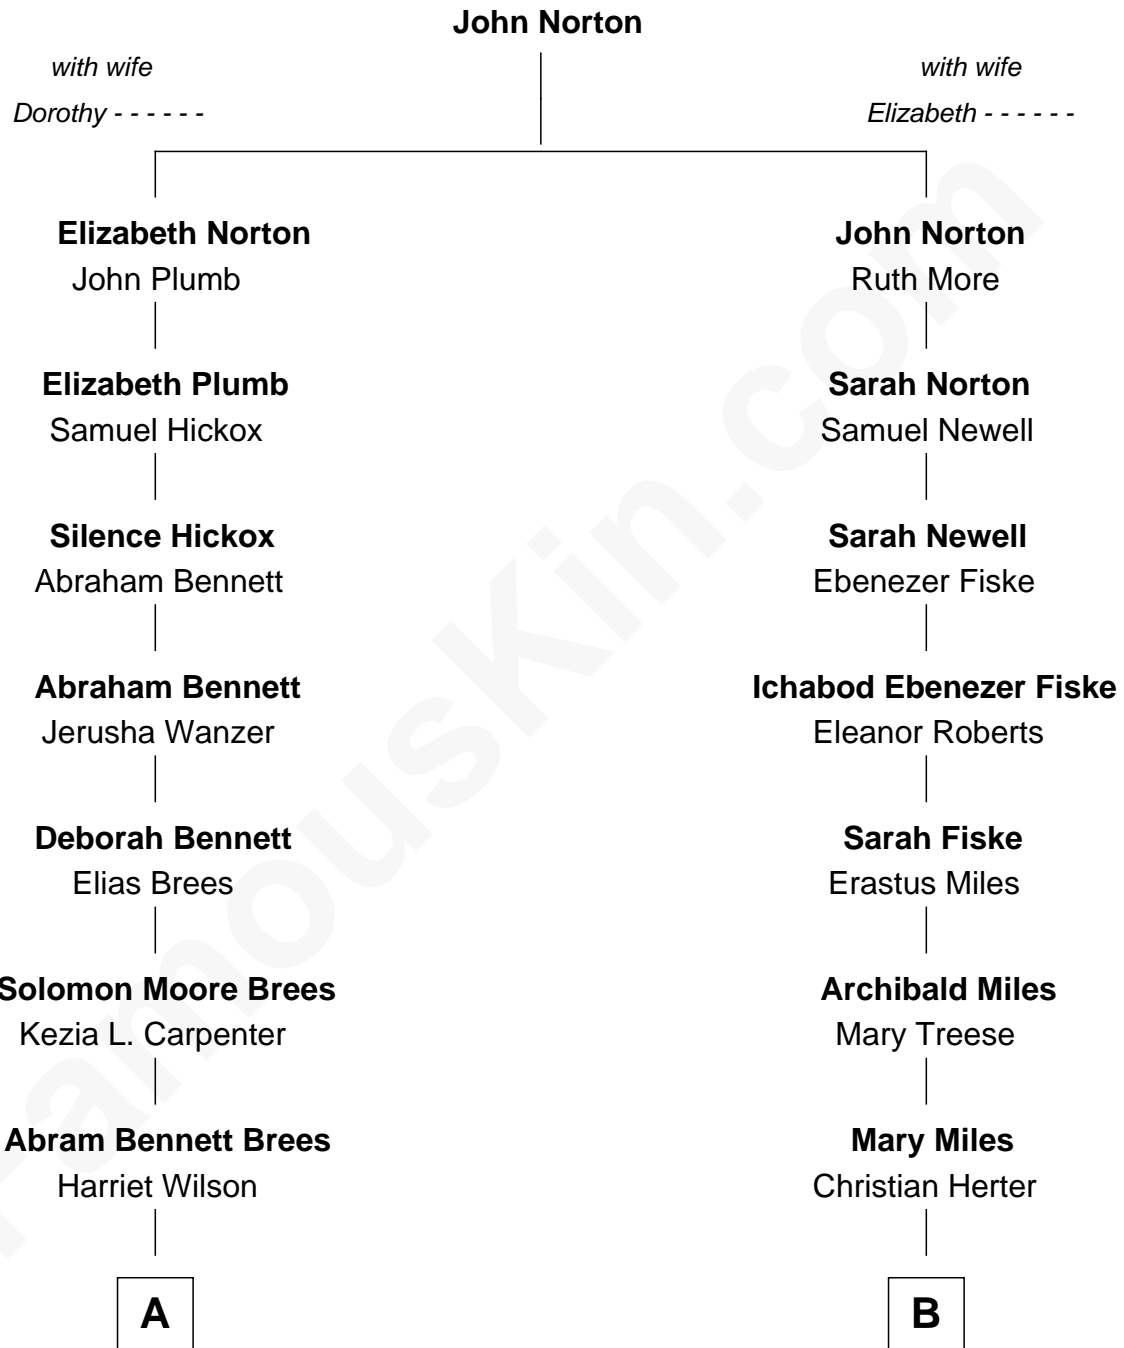 John Norton
with wife
Dorothy - - - - - -
with wife
Elizabeth - - - - - -
Elizabeth Norton
John Plumb
John Norton
Ruth More
Elizabeth Plumb
Samuel Hickox
Sarah Norton
Samuel Newell
Silence Hickox
Abraham Bennett
Sarah Newell
Ebenezer Fiske
Abraham Bennett
Jerusha Wanzer
Ichabod Ebenezer Fiske
Eleanor Roberts
Deborah Bennett
Elias Brees
Sarah Fiske
Erastus Miles
Solomon Moore Brees
Kezia L. Carpenter
Archibald Miles
Mary Treese
Abram Bennett Brees
Harriet Wilson
Mary Miles
Christian Herter
A
B
FamousKin.com